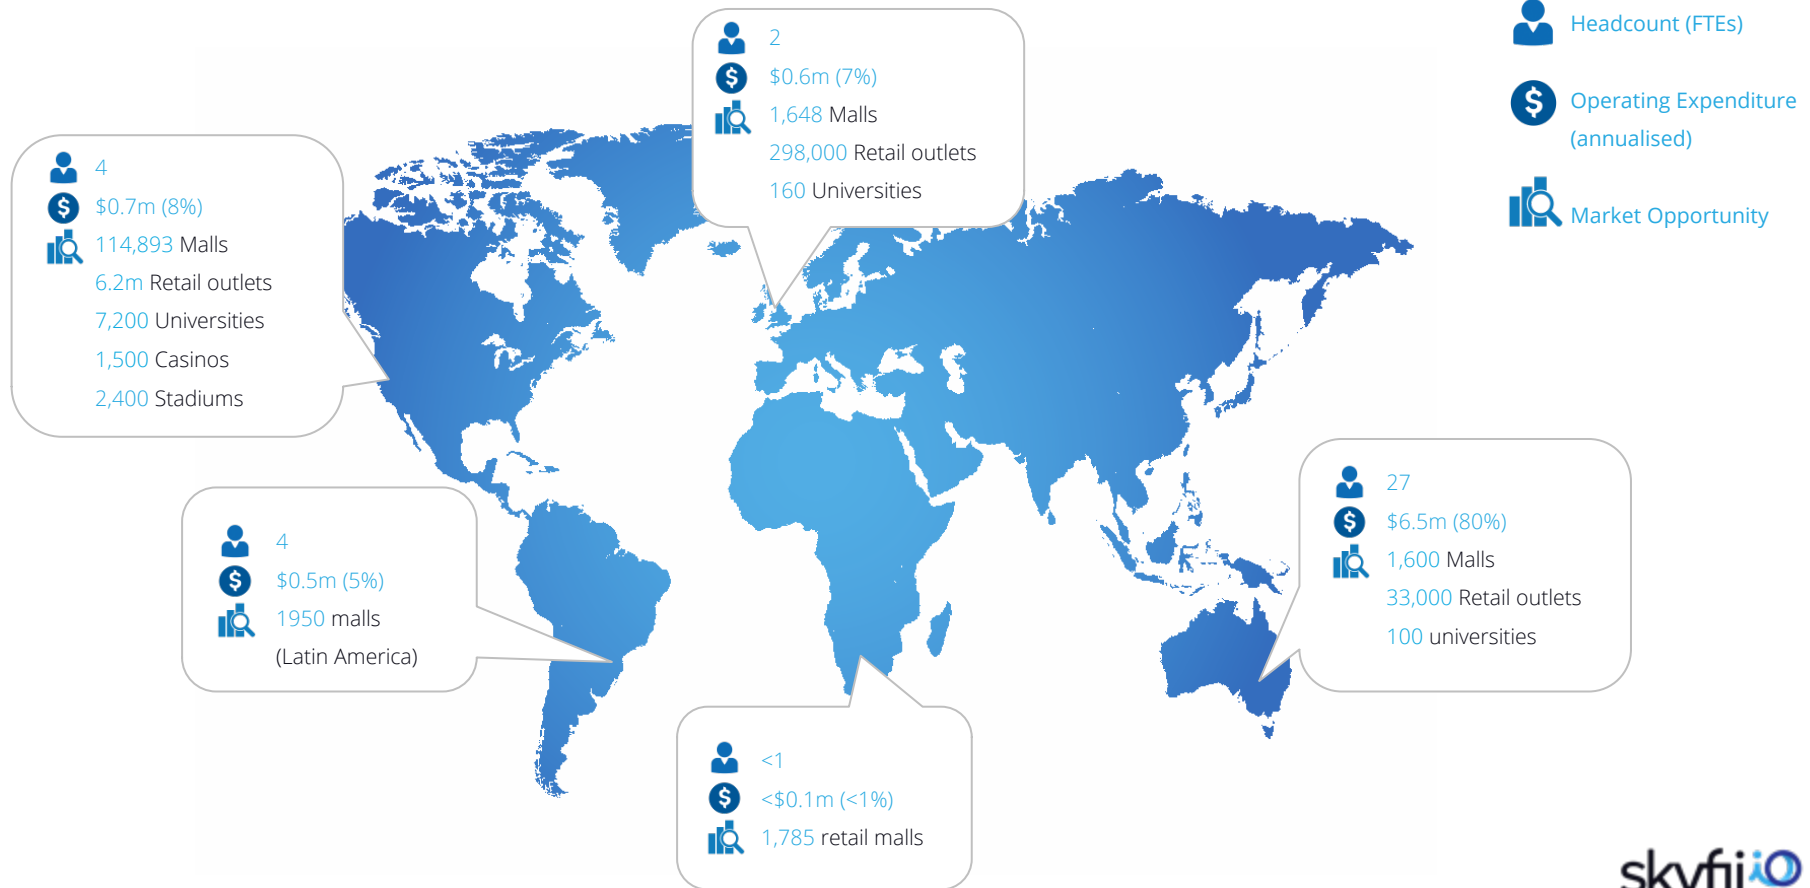 2
$0.6m (7%)
1,648 Malls
298,000 Retail outlets
160 Universities
Headcount (FTEs)
Operating Expenditure
(annualised)
Market Opportunity
4
$0.7m (8%)
114,893 Malls
6.2m Retail outlets
7,200 Universities
1,500 Casinos
2,400 Stadiums
4
$0.5m (5%)
1950 malls
(Latin America)
27
$6.5m (80%)
1,600 Malls
33,000 Retail outlets
100 universities
<1
<$0.1m (<1%)
1,785 retail malls
skyfii iO